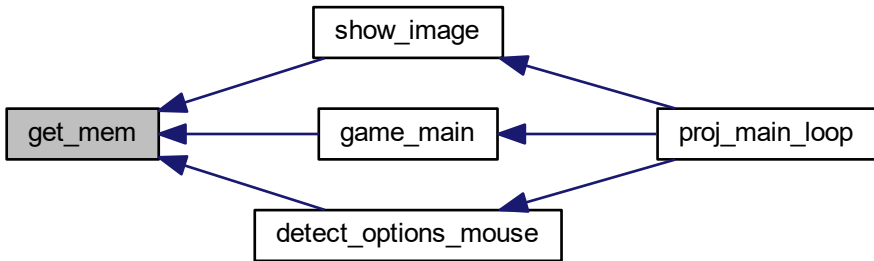 show_image
get_mem
game_main
proj_main_loop
detect_options_mouse